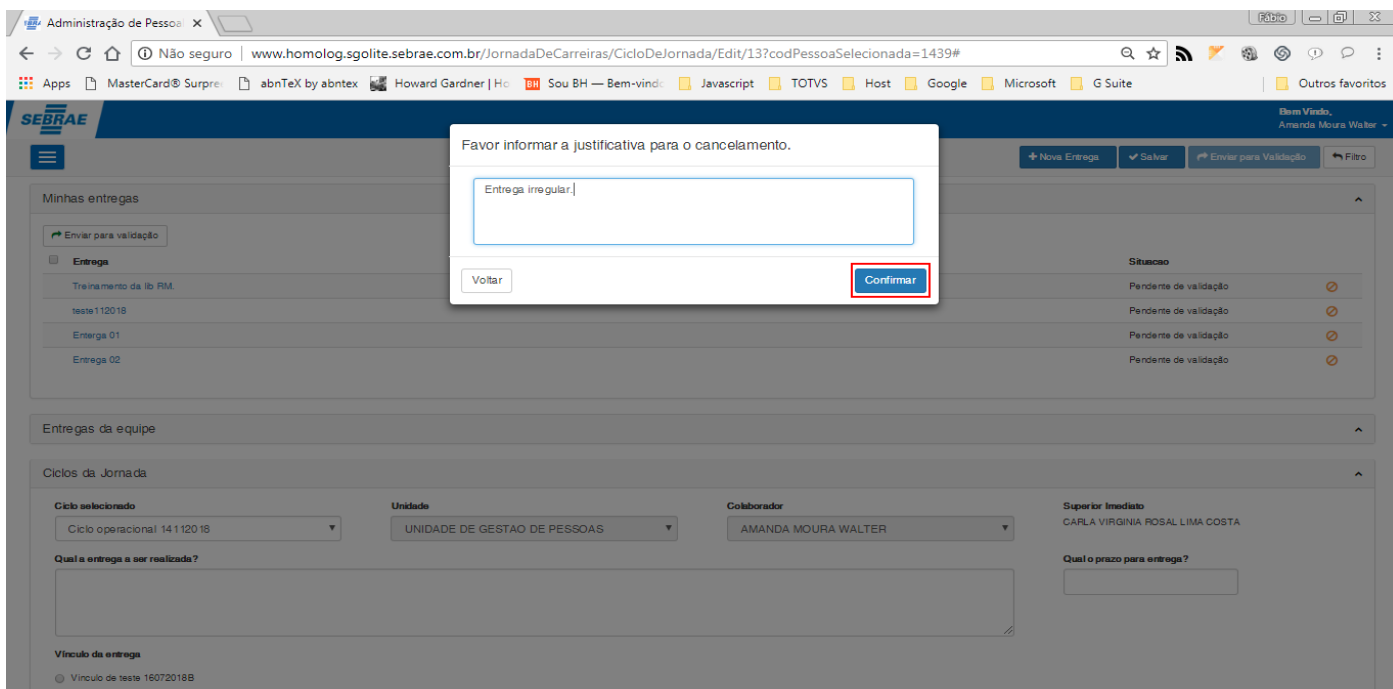 Administração de Pessoa
Fábio
Não seguro | www.homolog.sgolite.sebrae.com.br/JornadaDeCarreiras/CicloDeJornada/Edit/13?codPessoaSelecionada=1439#
Apps MasterCard® Surpre abnTeX by abntex Howard Gardner | Ho Sou BH — Bem-vindo Javascript TOTVS Host Google Microsoft G Suite Outros favoritos
SEBRAE
Bem Vindo,
Amanda Moura Walter
Favor informar a justificativa para o cancelamento.
Entrega irregular.
Voltar Confirmar
Nova Entrega Salvar Enviar para Validação Filtro
Minhas entregas
Enviar para validação
Entrega Situacao
Treinamento da lib RM. Pendente de validação
teste112018 Pendente de validação
Enterga 01 Pendente de validação
Entrega 02 Pendente de validação
Entregas da equipe
Ciclos da Jornada
Ciclo selecionado Unidade Colaborador Superior Imediato
Ciclo operacional 14112018 UNIDADE DE GESTAO DE PESSOAS AMANDA MOURA WALTER CARLA VIRGINIA ROSAL LIMA COSTA
Qual a entrega a ser realizada? Qual o prazo para entrega?
Vínculo da entrega
Vinculo de teste 16072018B